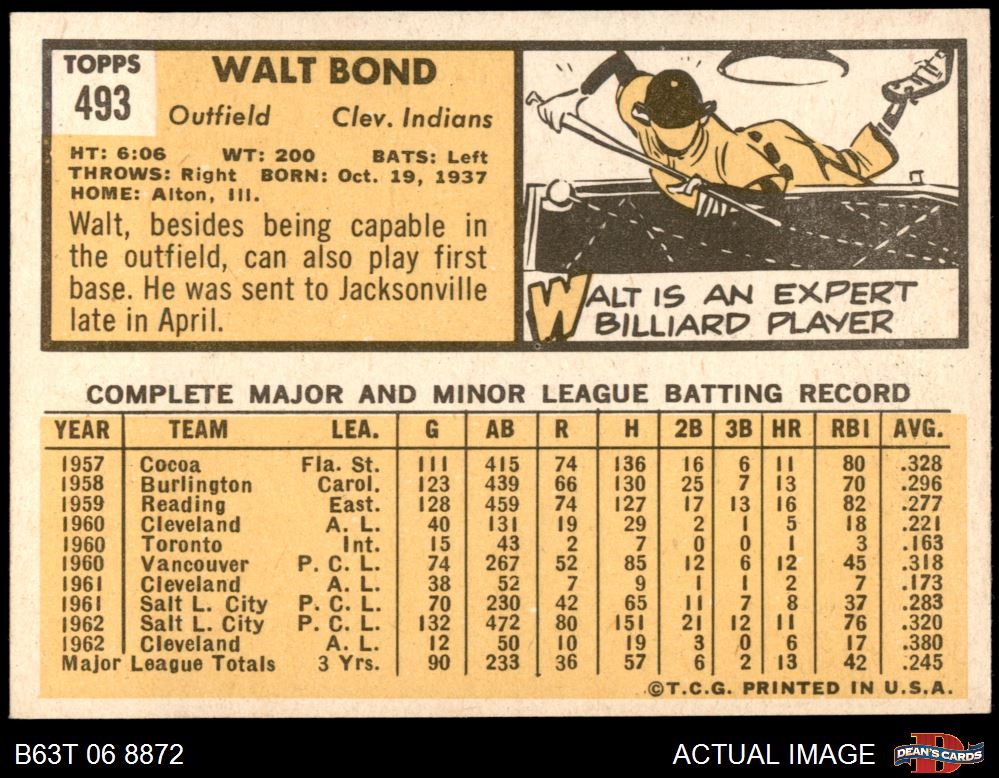 TOPPS
493
WALT BOND
Outfield Clev. Indians
HT: 6:06 WT: 200 BATS: Left
THROWS: Right BORN: Oct. 19, 1937
HOME: Alton, Ill.
Walt, besides being capable in
the outfield, can also play first
base. He was sent to Jacksonville
late in April.
WALT IS AN EXPERT
BILLIARD PLAYER
COMPLETE MAJOR AND MINOR LEAGUE BATTING RECORD
YEAR TEAM LEA. G AB R H 2B 3B HR RBI AVG.
1957 Cocoa Fla. St. 111 415 74 136 16 6 11 80 .328
1958 Burlington Carol. 123 439 66 130 25 7 13 70 .296
1959 Reading East. 128 459 74 127 17 13 16 82 .277
1960 Cleveland A. L. 40 131 19 29 2 1 5 18 .221
1960 Toronto Int. 15 43 2 7 0 0 1 3 .163
1960 Vancouver P. C. L. 74 267 52 85 12 6 12 45 .318
1961 Cleveland A. L. 38 52 7 9 1 1 2 7 .173
1961 Salt L. City P. C. L. 70 230 42 65 11 7 8 37 .283
1962 Salt L. City P. C. L. 132 472 80 151 21 12 11 76 .320
1962 Cleveland A. L. 12 50 10 19 3 0 6 17 .380
Major League Totals 3 Yrs. 90 233 36 57 6 2 13 42 .245
©T.C.G. PRINTED IN U.S.A.
B63T 06 8872 ACTUAL IMAGE DEAN'S CARDS